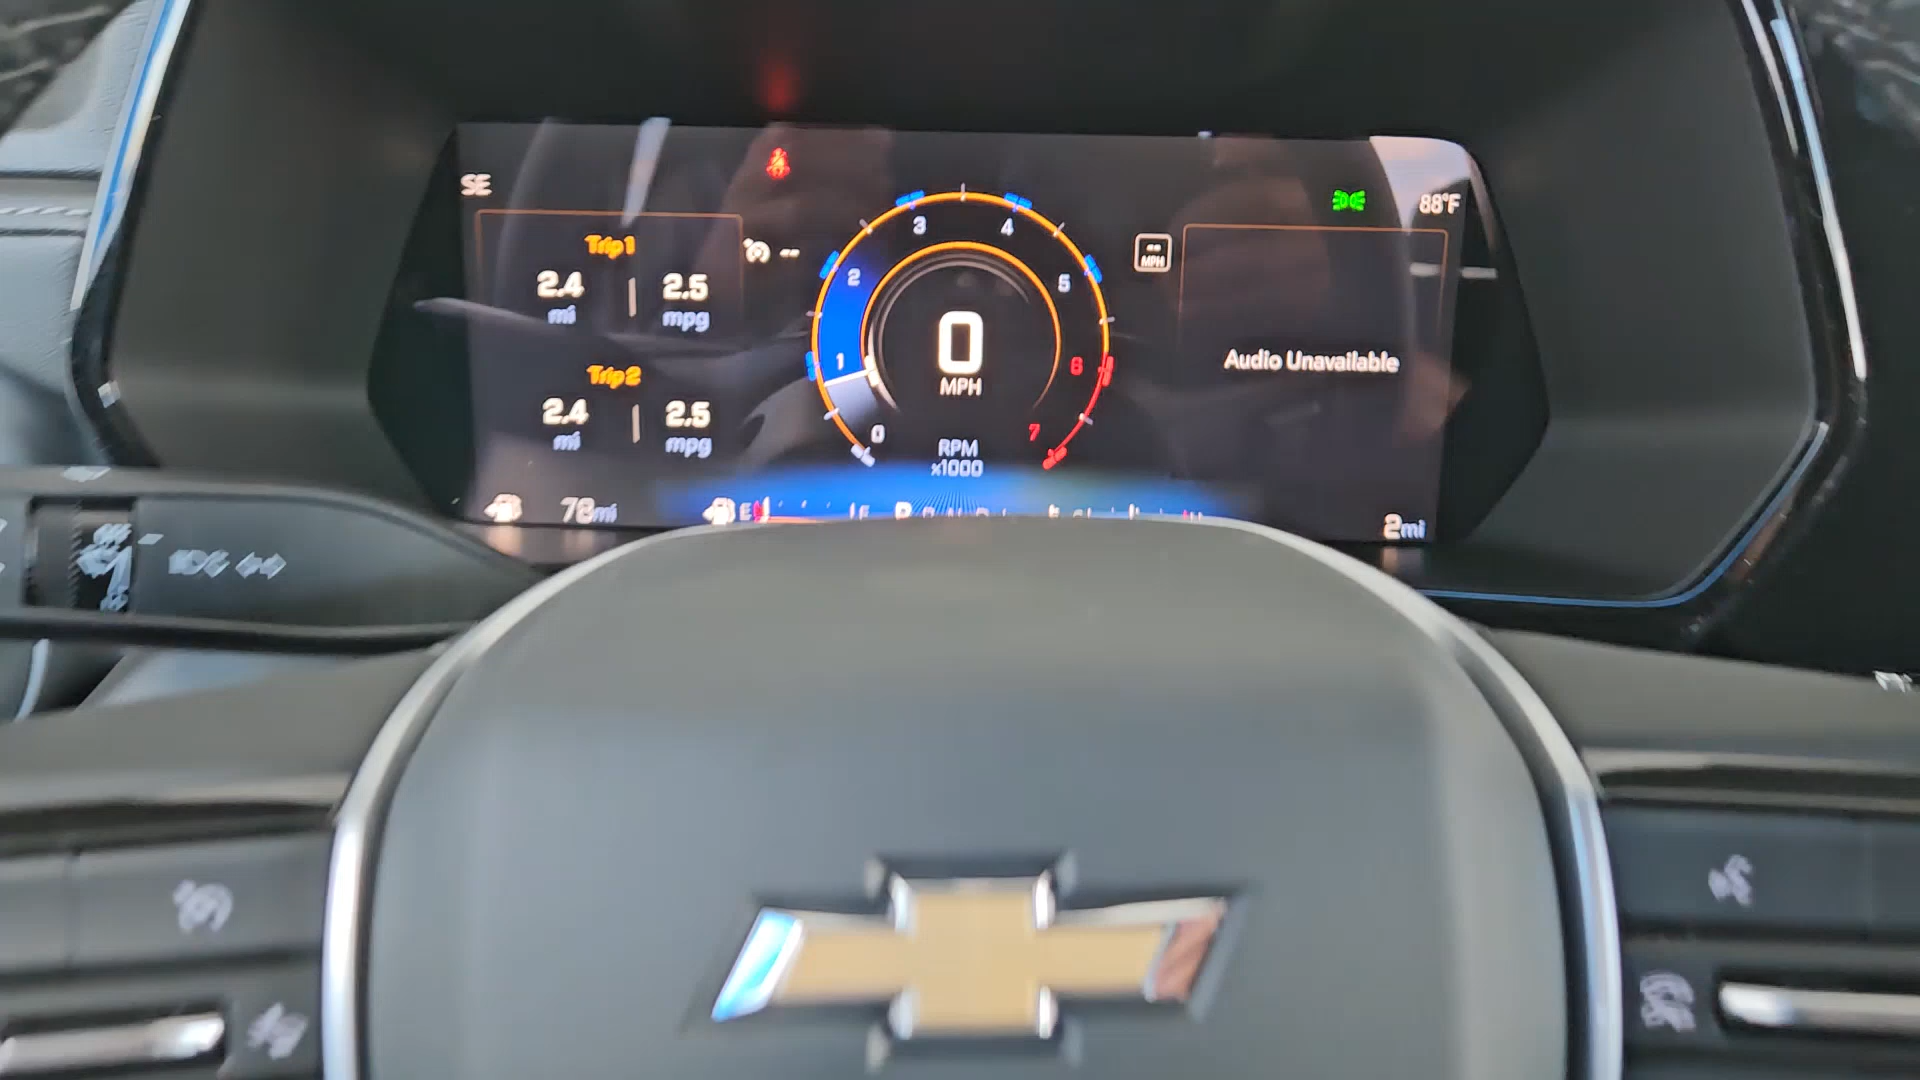 SE
88°F
Trip 1
2.4 | 2.5
mi mpg
Trip 2
2.4 | 2.5
mi mpg
--
0
1
2
3
4
5
6
7
0
MPH
RPM
x1000
--
MPH
Audio Unavailable
78mi
E
2mi